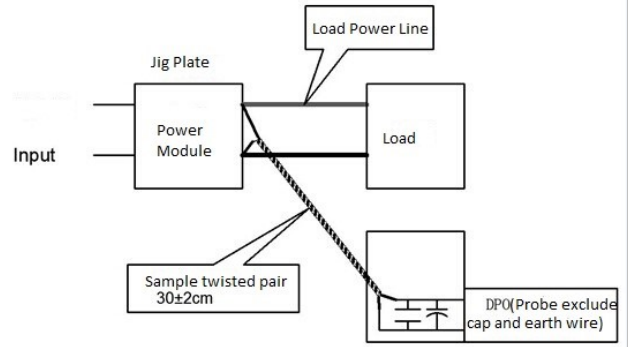 Load Power Line
Jig Plate
Power
Module
Load
Input
Sample twisted pair
30±2cm
DPO(Probe exclude
cap and earth wire)